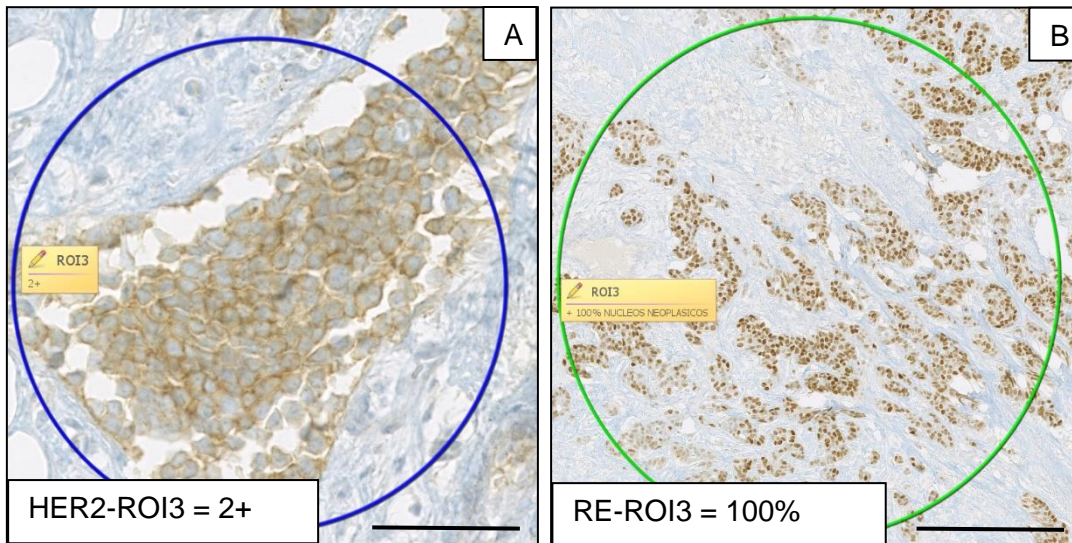 A
ROI3
2+
HER2-ROI3 = 2+
B
ROI3
+ 100% NUCLEOS NEOPLASICOS
RE-ROI3 = 100%